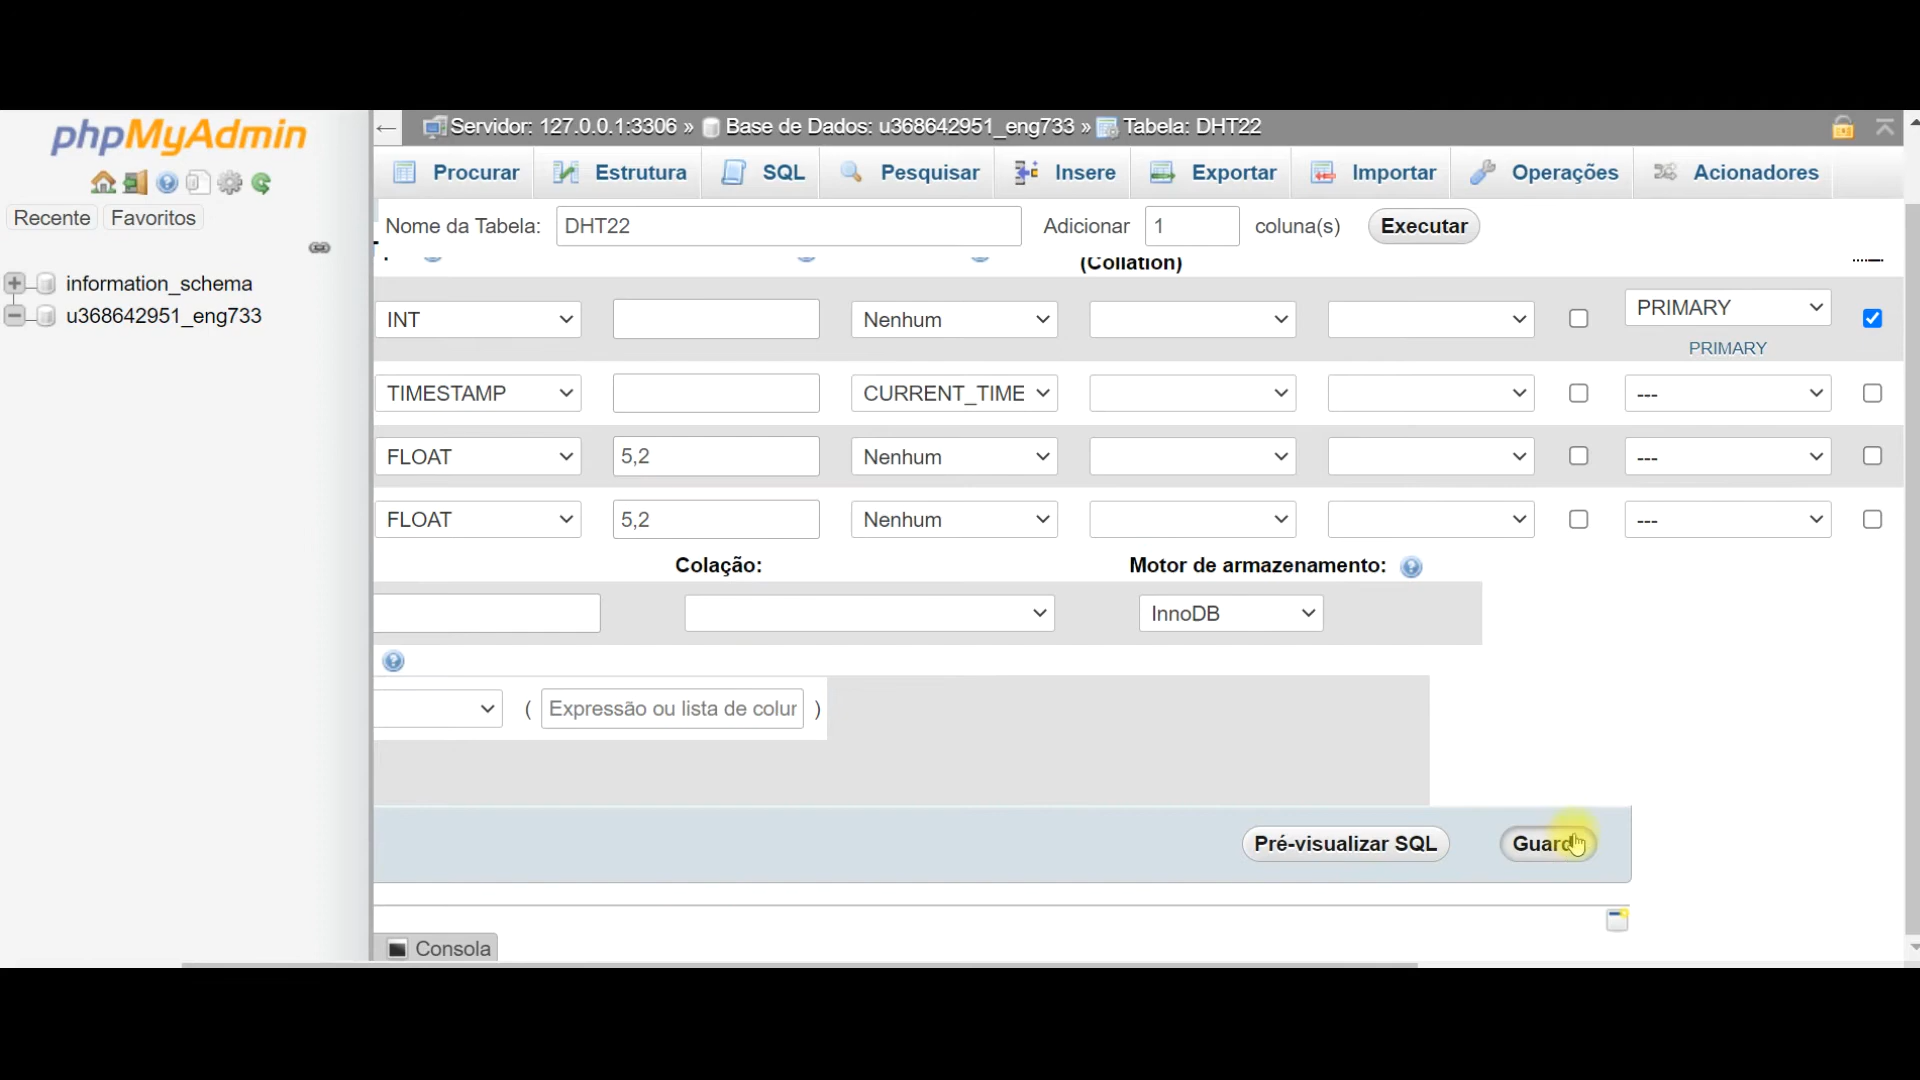 phpMyAdmin
Recente Favoritos
information_schema
u368642951_eng733
Servidor: 127.0.0.1:3306 » Base de Dados: u368642951_eng733 » Tabela: DHT22
Procurar Estrutura SQL Pesquisar Insere Exportar Importar Operações Acionadores
Nome da Tabela: DHT22 Adicionar 1 coluna(s) Executar
(Collation)
INT Nenhum PRIMARY
PRIMARY
TIMESTAMP CURRENT_TIME ---
FLOAT 5,2 Nenhum ---
FLOAT 5,2 Nenhum ---
Colação: Motor de armazenamento:
InnoDB
( Expressão ou lista de colur )
Pré-visualizar SQL
Consola